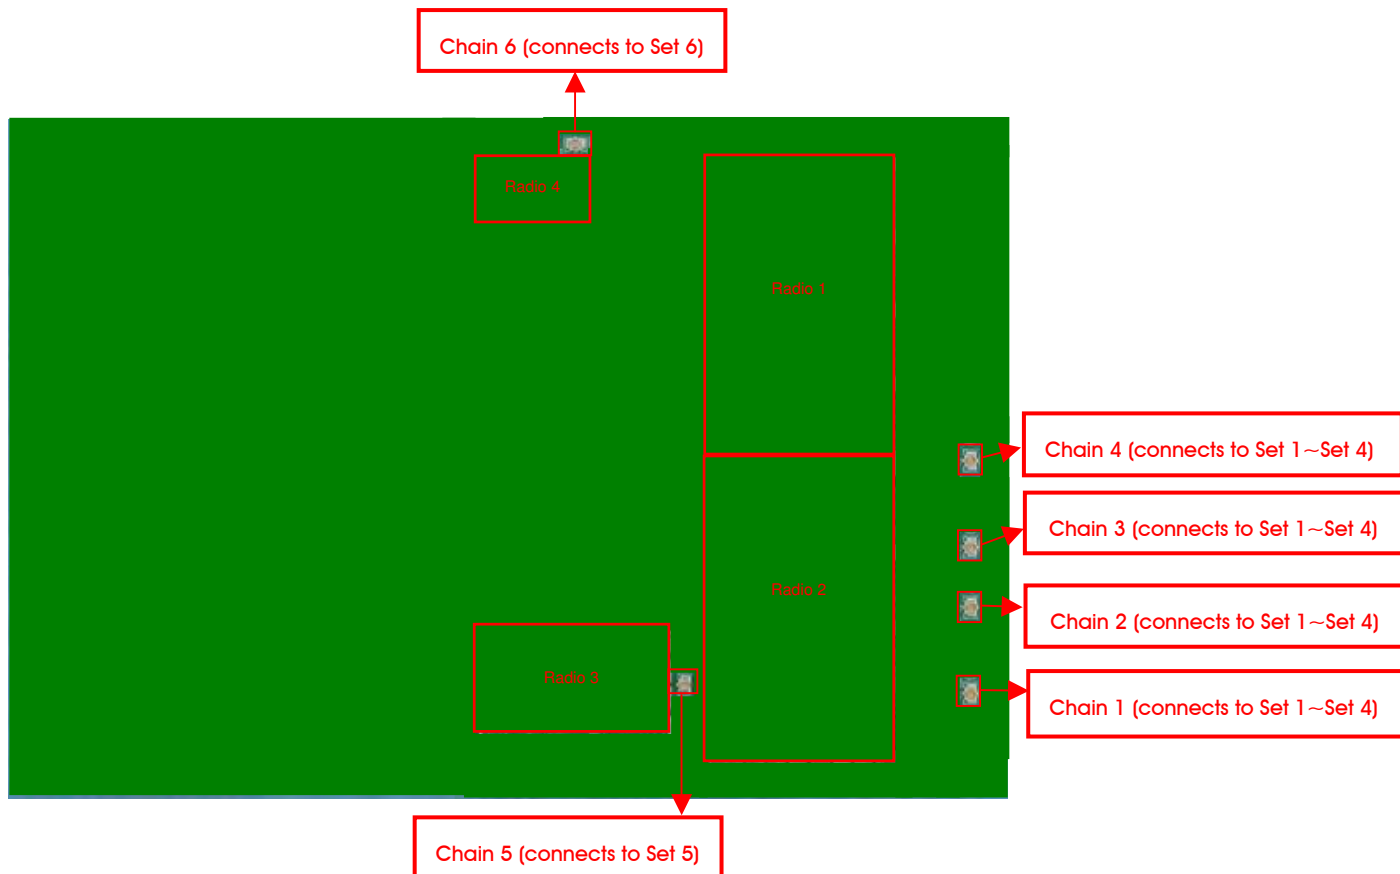 Chain 6 (connects to Set 6)
Radio 4
Radio 1
Chain 4 (connects to Set 1~Set 4)
Chain 3 (connects to Set 1~Set 4)
Radio 2
Chain 2 (connects to Set 1~Set 4)
Radio 3
Chain 1 (connects to Set 1~Set 4)
Chain 5 (connects to Set 5)